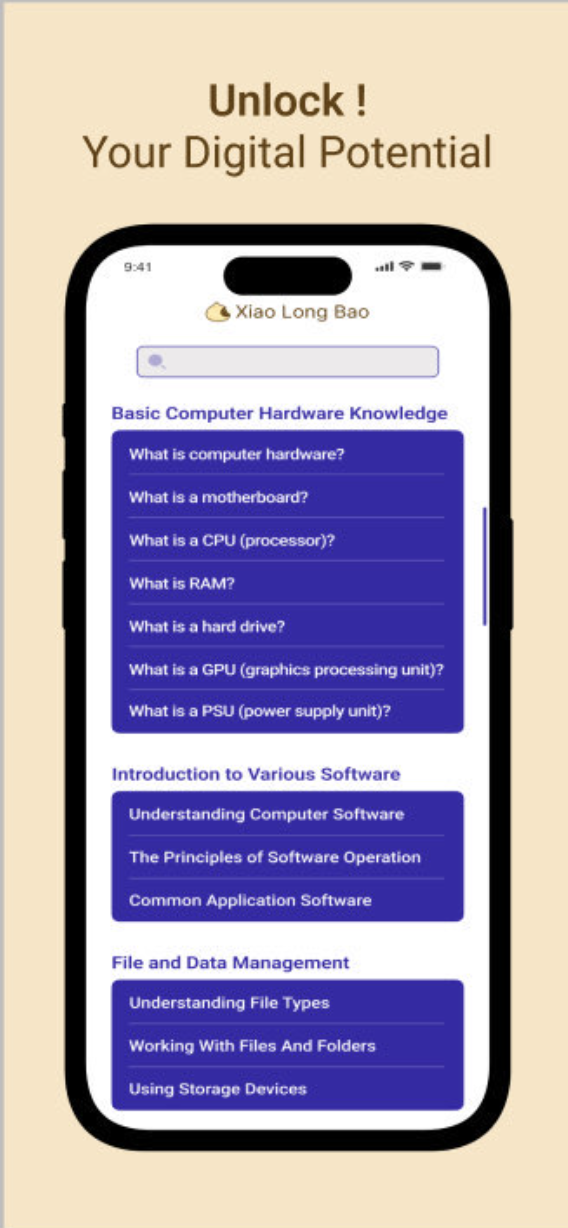 Unlock !
Your Digital Potential
9:41
Xiao Long Bao
Basic Computer Hardware Knowledge
What is computer hardware?
What is a motherboard?
What is a CPU (processor)?
What is RAM?
What is a hard drive?
What is a GPU (graphics processing unit)?
What is a PSU (power supply unit)?
Introduction to Various Software
Understanding Computer Software
The Principles of Software Operation
Common Application Software
File and Data Management
Understanding File Types
Working With Files And Folders
Using Storage Devices